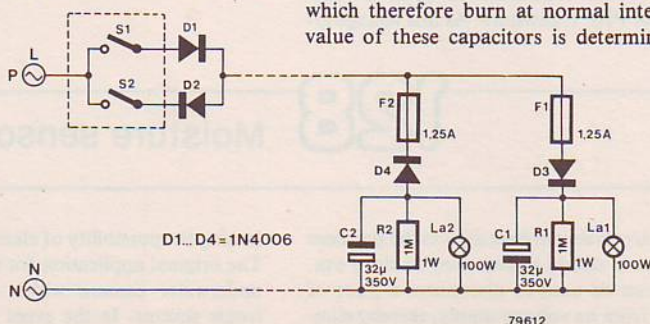 which therefore burn at normal inte
value of these capacitors is determin
L
P
S1
D1
S2
D2
F2
1,25A
F1
1,25A
D4
D3
D1...D4=1N4006
C2
32µ
350V
R2
1M
1W
La2
100W
C1
32µ
350V
R1
1M
1W
La1
100W
N
N
79612
128
Moisture senso